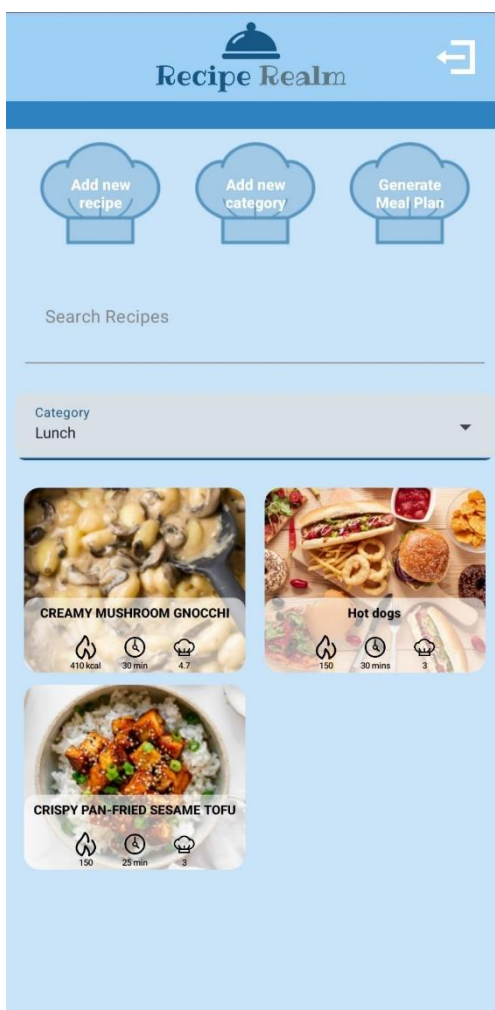 Recipe Realm
Add new
recipe
Add new
category
Generate
Meal Plan
Search Recipes
Category
Lunch
CREAMY MUSHROOM GNOCCHI
410 kcal 30 min 4.7
Hot dogs
150 30 mins 3
CRISPY PAN-FRIED SESAME TOFU
150 25 min 3